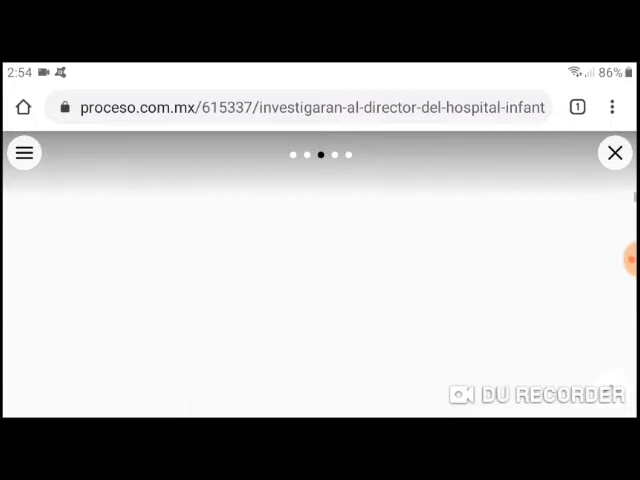 2:54
86%
proceso.com.mx/615337/investigaran-al-director-del-hospital-infant
1
DU RECORDER